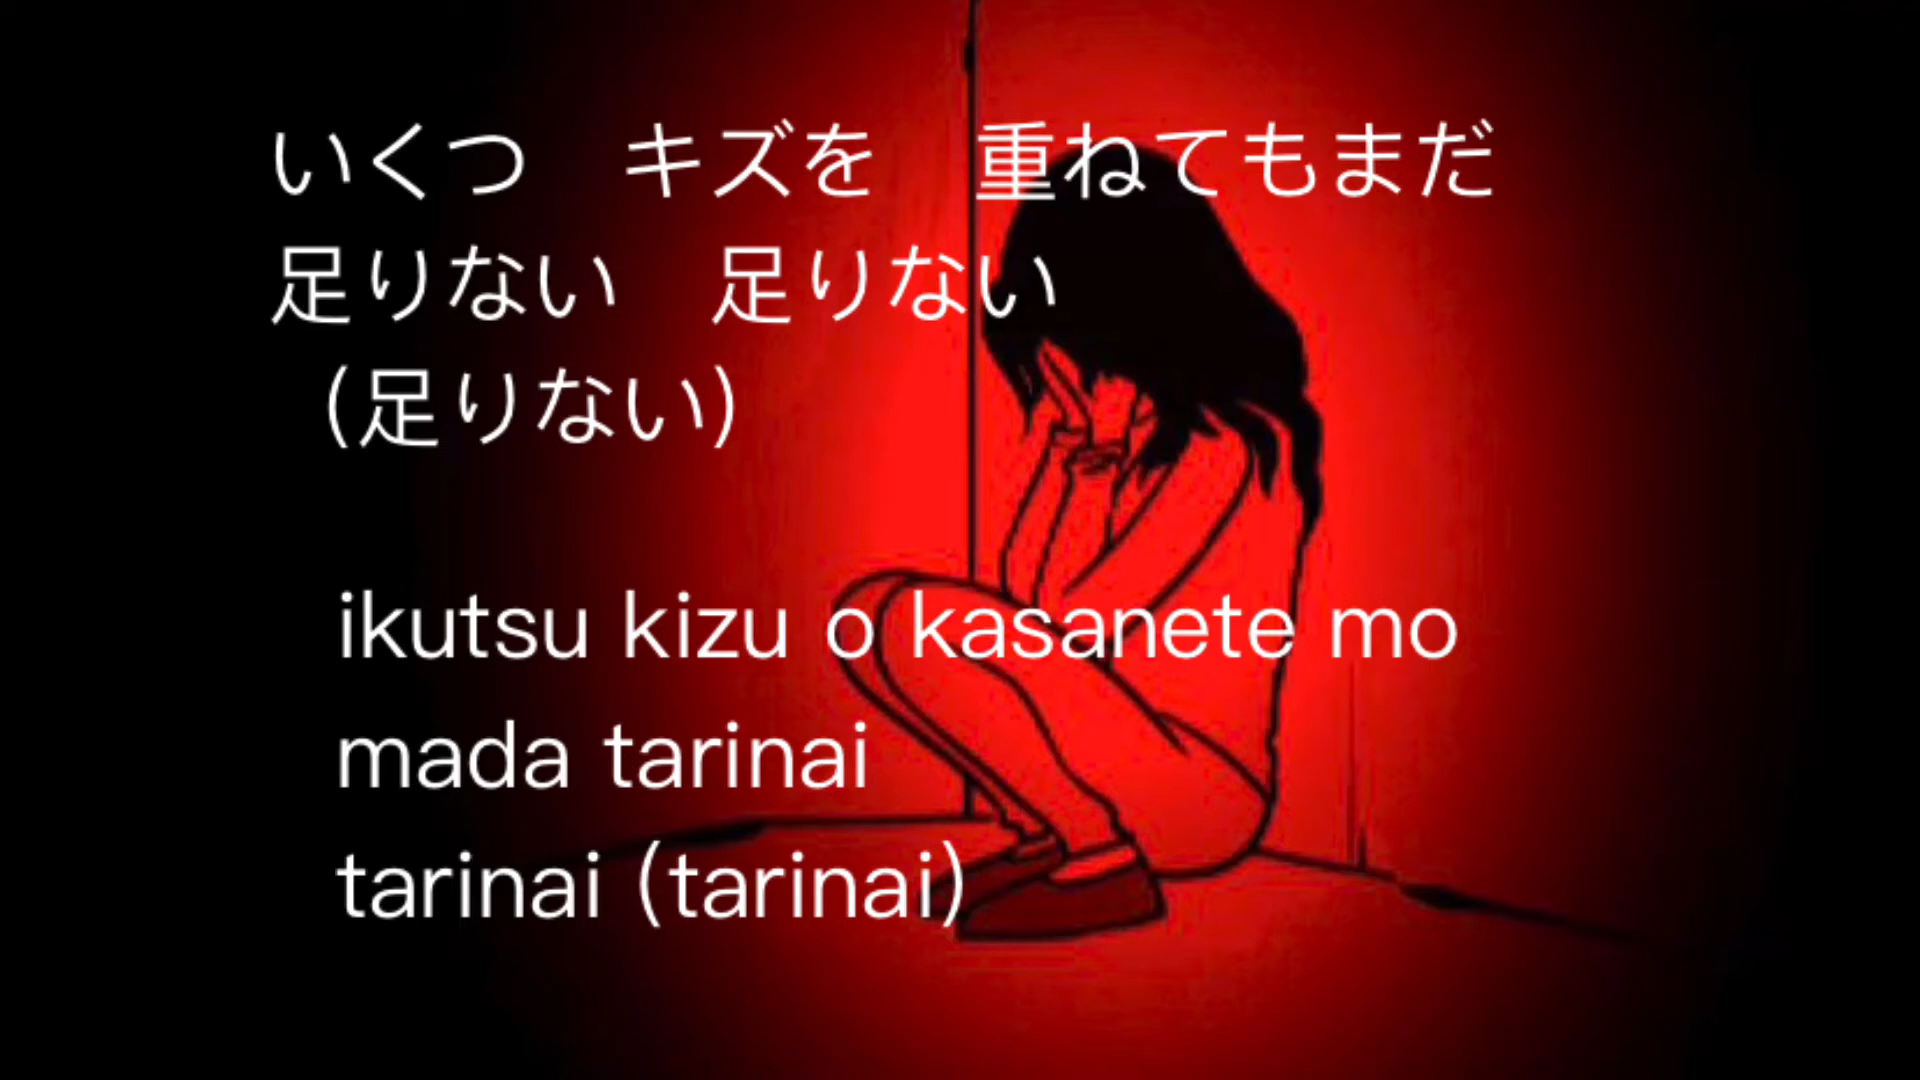 いくつ　キズを　重ねてもまだ
足りない　足りない
（足りない）
ikutsu kizu o kasanete mo
mada tarinai
tarinai (tarinai)